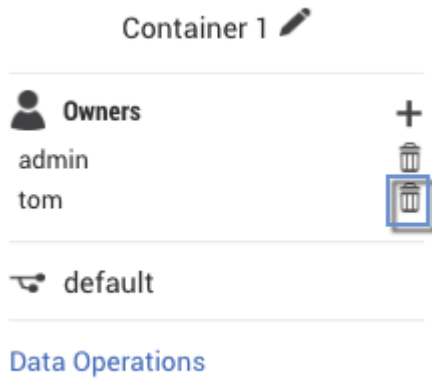 Container 1
Owners
admin
tom
default
Data Operations